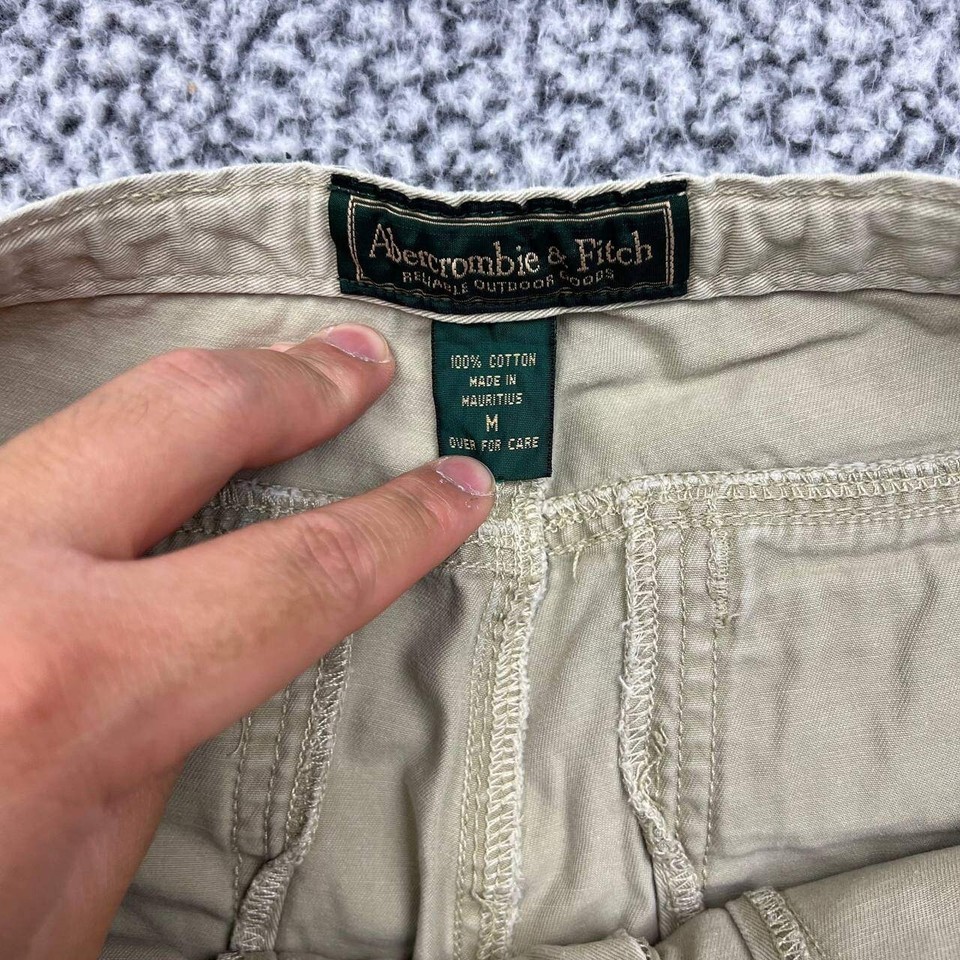 Abercrombie & Fitch
RELIABLE OUTDOOR GOODS
100% COTTON
MADE IN
MAURITIUS
M
OVER FOR CARE